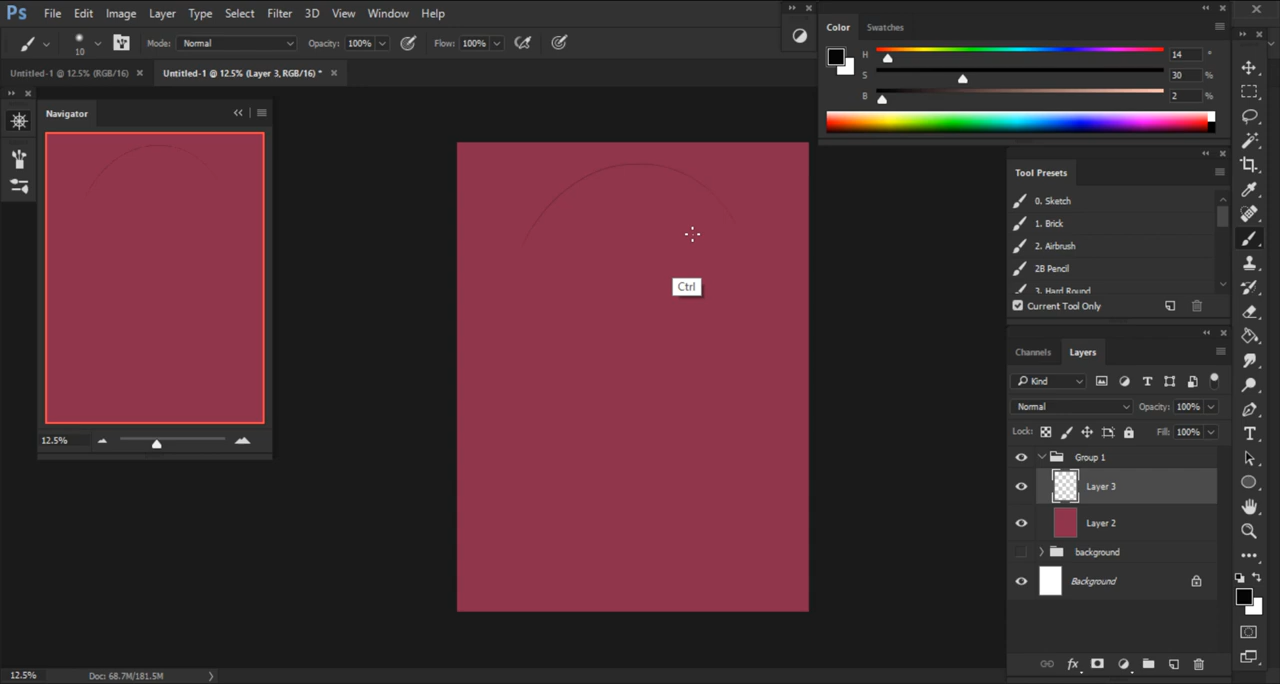 Ps File Edit Image Layer Type Select Filter 3D View Window Help
10 Mode: Normal Opacity: 100% Flow: 100%
Untitled-1 @ 12.5% (RGB/16) × Untitled-1 @ 12.5% (Layer 3, RGB/16) * ×
Navigator
12.5%
Ctrl
Color Swatches
H 14 °
S 30 %
B 2 %
Tool Presets
0. Sketch
1. Brick
2. Airbrush
2B Pencil
3. Hard Round
Current Tool Only
Channels Layers
Kind
Normal Opacity: 100%
Lock: Fill: 100%
Group 1
Layer 3
Layer 2
background
Background
fx
12.5% Doc: 68.7M/181.5M